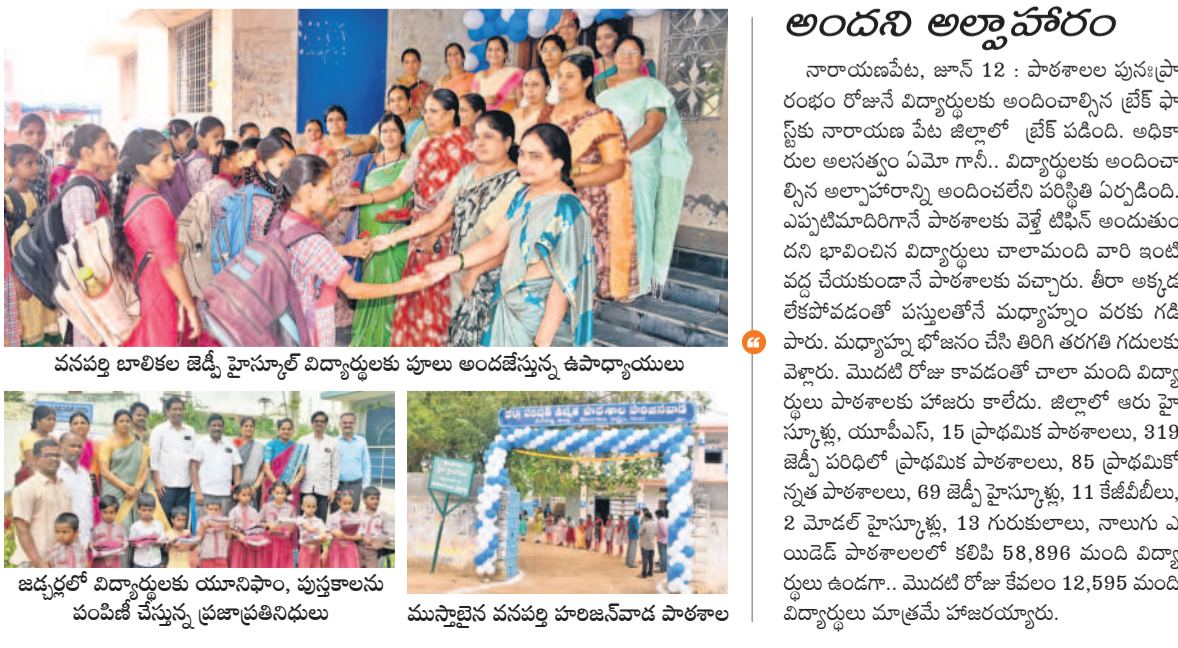 వనపర్తి బాలికల జెడ్పీ హైస్కూల్ విద్యార్థులకు పూలు అందజేస్తున్న ఉపాధ్యాయులు
జడ్చర్లలో విద్యార్థులకు యూనిఫాం, పుస్తకాలను
పంపిణీ చేస్తున్న ప్రజాప్రతినిధులు
ముస్తాబైన వనపర్తి హరిజన్‌వాడ పాఠశాల
అందని అల్పాహారం
నారాయణపేట, జూన్ 12 : పాఠశాలల పునఃప్రా
రంభం రోజునే విద్యార్థులకు అందించాల్సిన బ్రేక్ ఫా
స్ట్‌కు నారాయణ పేట జిల్లాలో బ్రేక్ పడింది. అధికా
రుల అలసత్వం ఏమో గానీ.. విద్యార్థులకు అందించా
ల్సిన అల్పాహారాన్ని అందించలేని పరిస్థితి ఏర్పడింది.
ఎప్పటిమాదిరిగానే పాఠశాలకు వెళ్తే టిఫిన్ అందుతుం
దని భావించిన విద్యార్థులు చాలామంది వారి ఇంటి
వద్ద చేయకుండానే పాఠశాలకు వచ్చారు. తీరా అక్కడ
లేకపోవడంతో పస్తులతోనే మధ్యాహ్నం వరకు గడి
పారు. మధ్యాహ్న భోజనం చేసి తిరిగి తరగతి గదులకు
వెళ్లారు. మొదటి రోజు కావడంతో చాలా మంది విద్యా
ర్థులు పాఠశాలకు హాజరు కాలేదు. జిల్లాలో ఆరు హై
స్కూళ్లు, యూపీఎస్, 15 ప్రాథమిక పాఠశాలలు, 319
జెడ్పీ పరిధిలో ప్రాథమిక పాఠశాలలు, 85 ప్రాథమికో
న్నత పాఠశాలలు, 69 జెడ్పీహైస్కూళ్లు, 11 కేజీవీబీలు,
2 మోడల్ హైస్కూళ్లు, 13 గురుకులాలు, నాలుగు ఎ
యిడెడ్ పాఠశాలలలో కలిపి 58,896 మంది విద్యా
ర్థులు ఉండగా.. మొదటి రోజు కేవలం 12,595 మంది
విద్యార్థులు మాత్రమే హాజరయ్యారు.